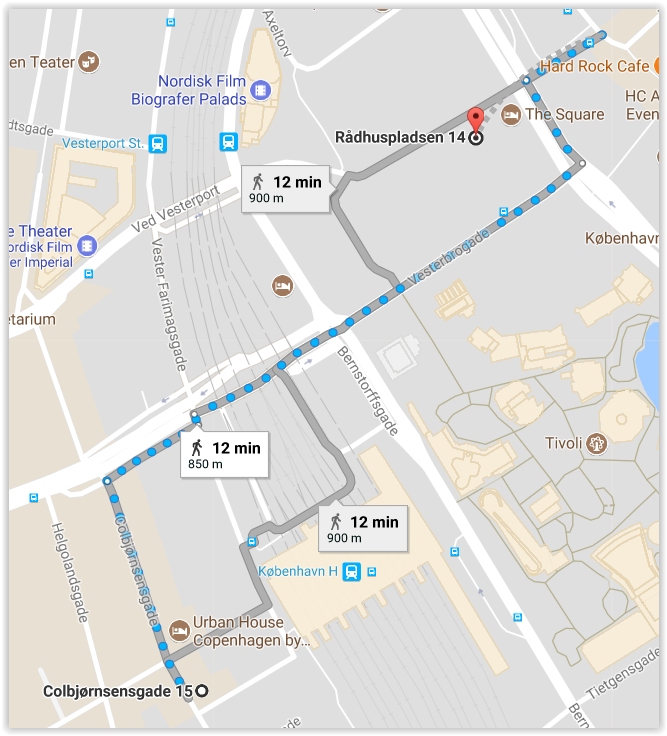 Axeltorv
en Teater
Hard Rock Cafe
Nordisk Film
Biografer Palads
HC A
Even
The Square
dtsgade
Rådhuspladsen 14
Vesterport St.
12 min
900 m
Ved Vesterport
e Theater
ordisk Film
er Imperial
København
Vesterbrogade
Vester Farimagsgade
etarium
Bernstorffsgade
Tivoli
12 min
850 m
12 min
900 m
Colbjørnsensgade
Helgolandsgade
København H
Urban House
Copenhagen by...
Tietgensgade
Colbjørnsensgade 15
Bern
gade